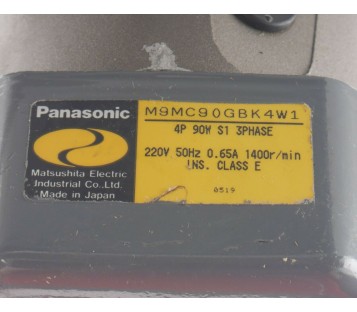 Panasonic
Matsushita Electric
Industrial Co.,Ltd.
Made in Japan
M9MC90GBK4W1
4P 90W S1 3PHASE
220V 50Hz 0.65A 1400r/min
INS. CLASS E
0519